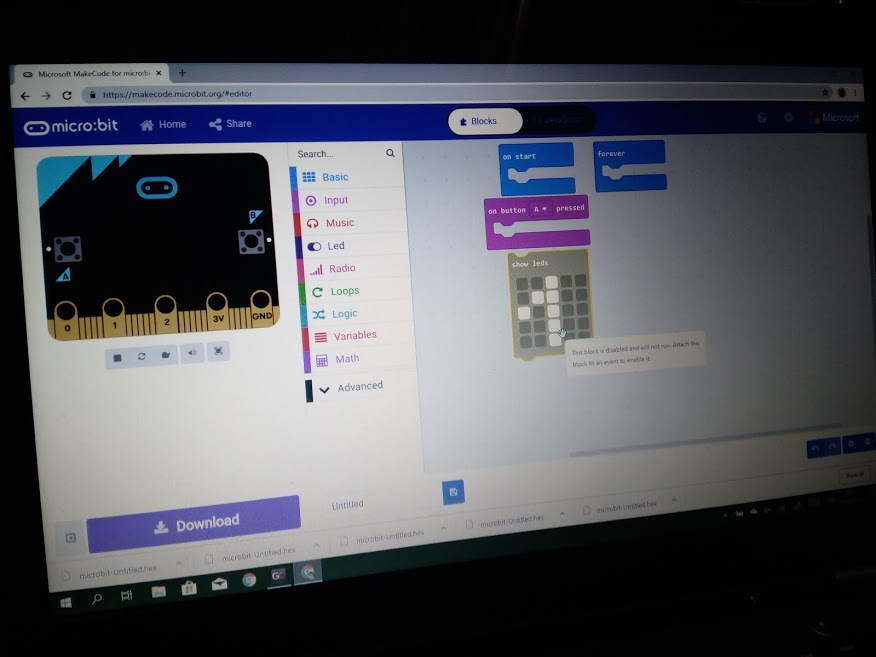 Microsoft MakeCode for micro:bi
https://makecode.microbit.org/#editor
micro:bit
Home
Share
Blocks
JavaScript
Microsoft
Search...
Basic
Input
Music
Led
Radio
Loops
Logic
Variables
Math
Advanced
on start
forever
on button A pressed
show leds
This block is disabled and will not run. Attach this
block to an event to enable it
B
A
0
1
2
3V
GND
Download
Untitled
microbit-Untitled.hex
microbit-Untitled.hex
microbit-Untitled.hex
microbit-Untitled.hex
microbit-Untitled.hex
Show all